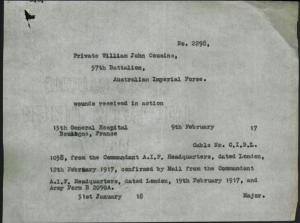 No. 2298,
Private William John Cousins,
57th Battalion,
Australian Imperial Force.
wounds received in action
13th General Hospital 9th February 17
Boulogne, France
Cable No. C.I.B.L.
1058, from the Commandant A.I.F. Headquarters, dated London,
12th February 1917, confirmed by Mail from the Commandant
A.I.F. Headquarters, dated London, 19th February 1917, and
Army Form B 2090A.
31st January 18 Major.